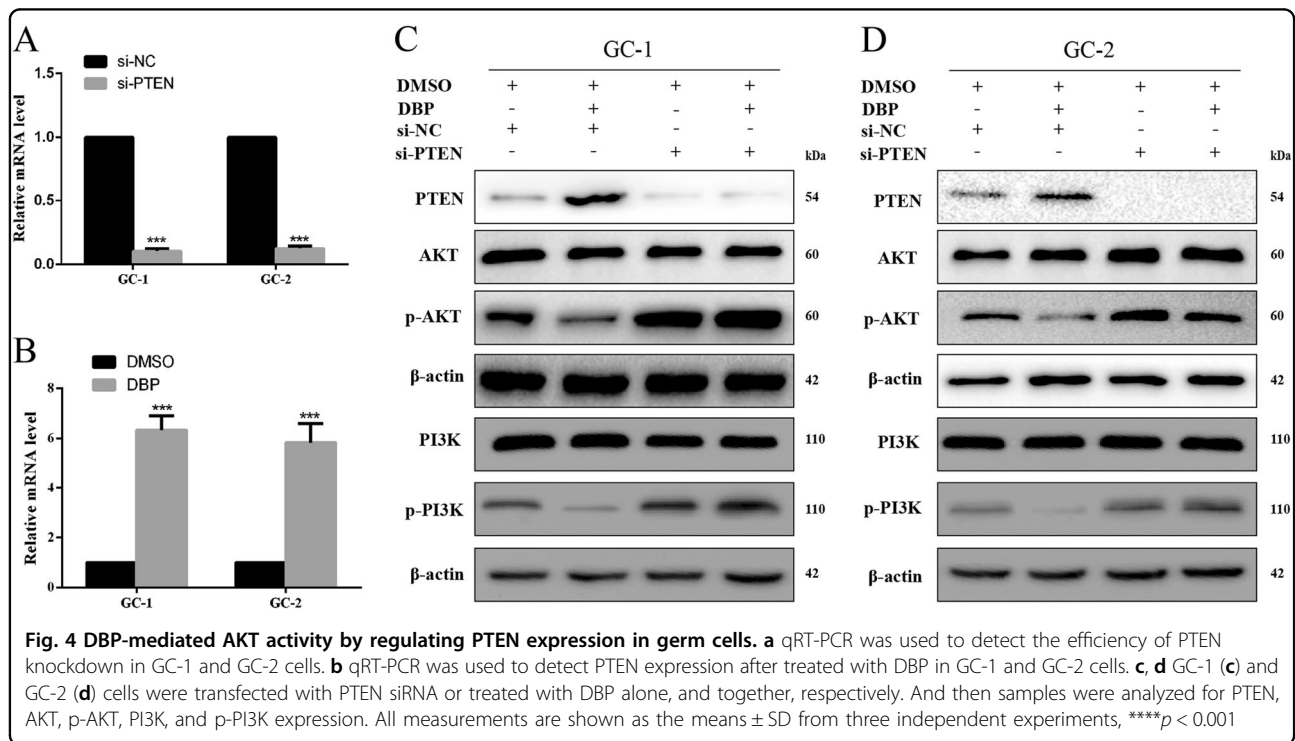 A
si-NC
si-PTEN
Relative mRNA level
1.5
1.0
0.5
0.0
***
***
GC-1
GC-2
B
DMSO
DBP
Relative mRNA level
8
6
4
2
0
***
***
GC-1
GC-2
C
GC-1
DMSO + + + +
DBP - + - +
si-NC + + - -
si-PTEN - - + +
kDa
PTEN 54
AKT 60
p-AKT 60
β-actin 42
PI3K 110
p-PI3K 110
β-actin 42
D
GC-2
DMSO + + + +
DBP - + - +
si-NC + + - -
si-PTEN - - + +
kDa
PTEN 54
AKT 60
p-AKT 60
β-actin 42
PI3K 110
p-PI3K 110
β-actin 42
Fig. 4 DBP-mediated AKT activity by regulating PTEN expression in germ cells. a qRT-PCR was used to detect the efficiency of PTEN
knockdown in GC-1 and GC-2 cells. b qRT-PCR was used to detect PTEN expression after treated with DBP in GC-1 and GC-2 cells. c, d GC-1 (c) and
GC-2 (d) cells were transfected with PTEN siRNA or treated with DBP alone, and together, respectively. And then samples were analyzed for PTEN,
AKT, p-AKT, PI3K, and p-PI3K expression. All measurements are shown as the means ± SD from three independent experiments, ****p < 0.001